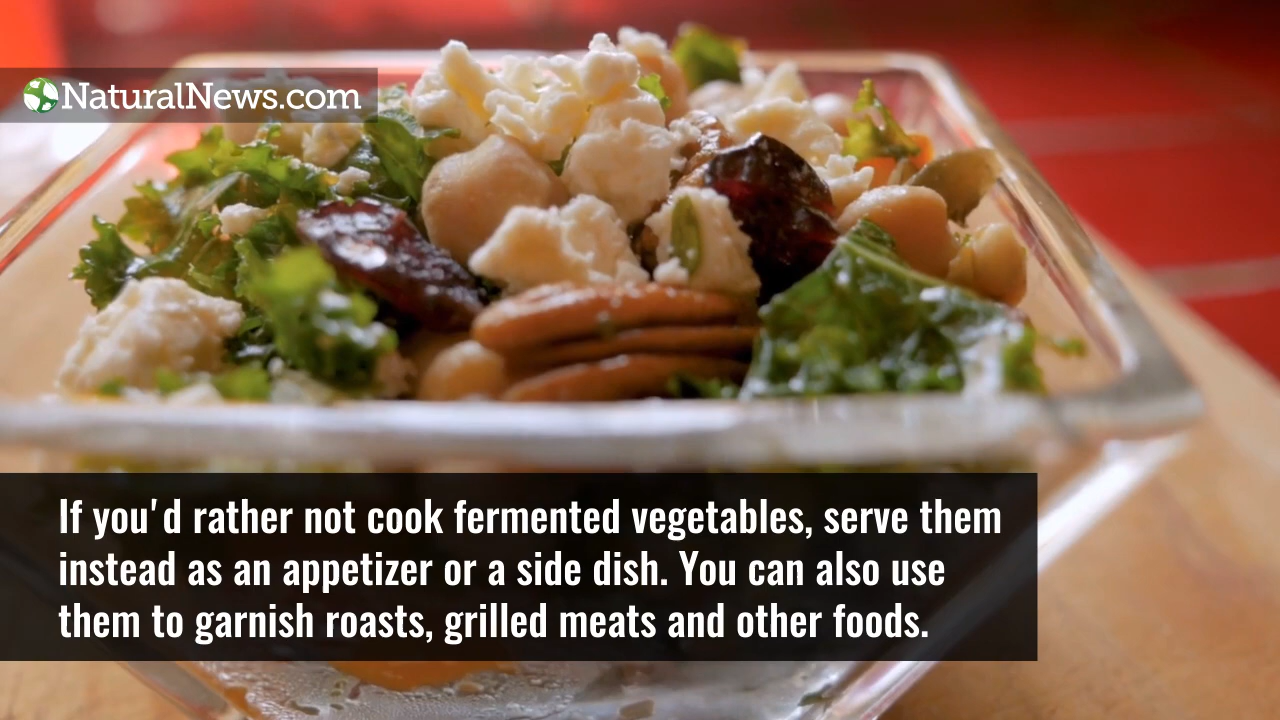 NaturalNews.com
If you'd rather not cook fermented vegetables, serve them
instead as an appetizer or a side dish. You can also use
them to garnish roasts, grilled meats and other foods.